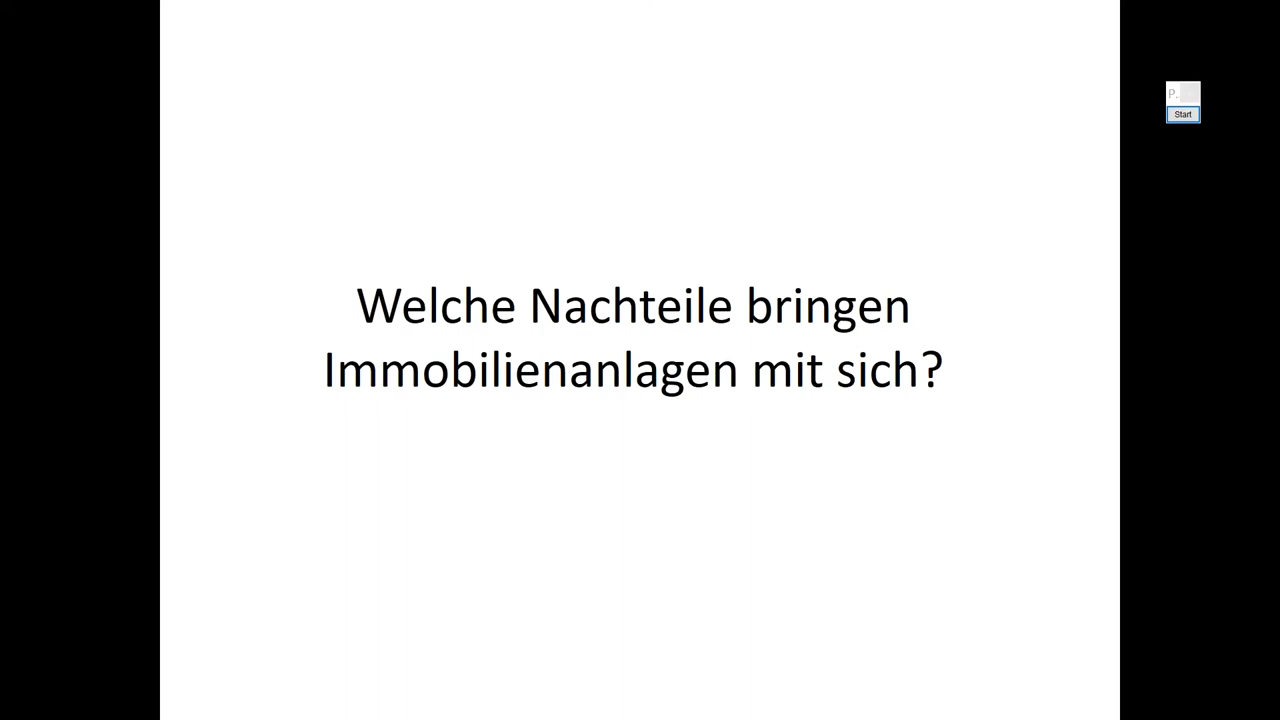 Welche Nachteile bringen
Immobilienanlagen mit sich?
P..
Start